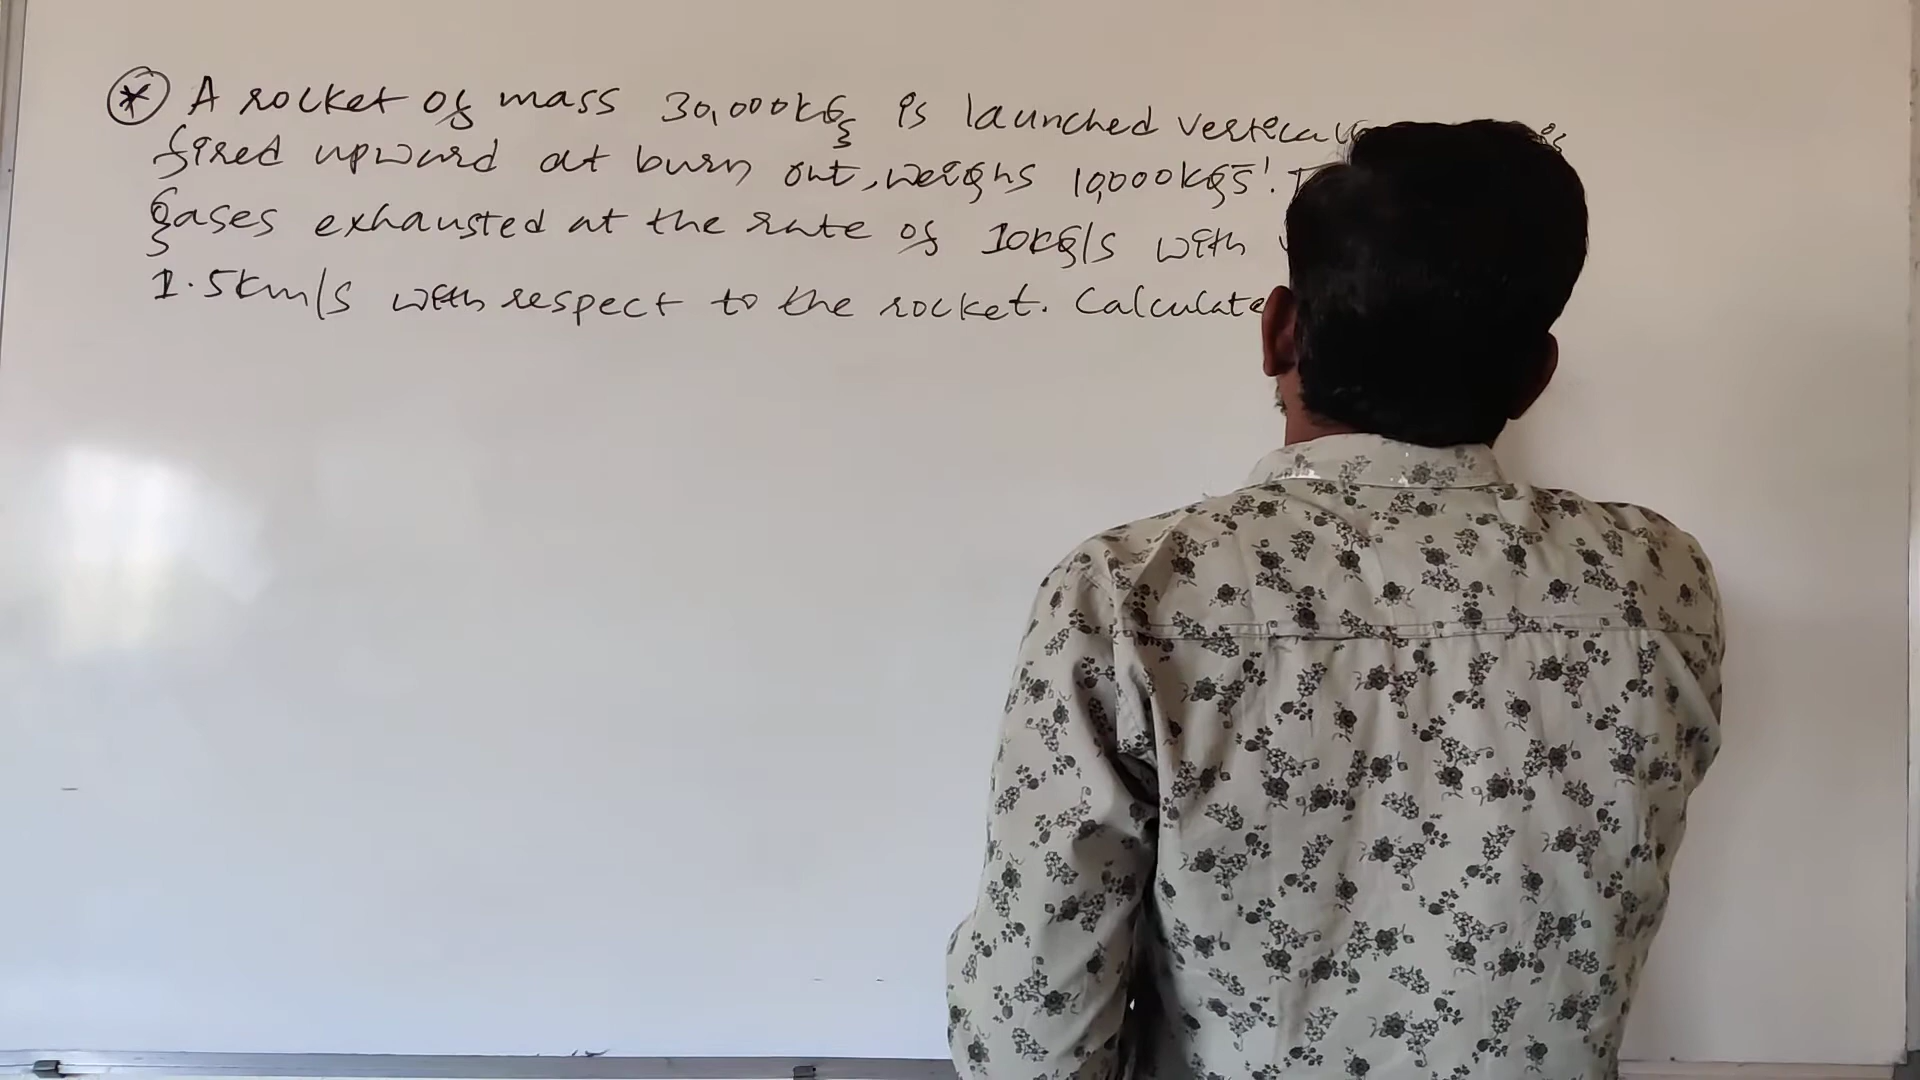 * A rocket of mass 30,000kg is launched vertical is
fired upward at burn out, weighs 10,000kgs!
gases exhausted at the rate of 10kg/s with
1.5km/s with respect to the rocket. Calculate